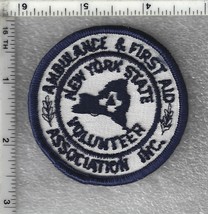 AMBULANCE & FIRST AID
NEW YORK STATE
VOLUNTEER
ASSOCIATION INC.